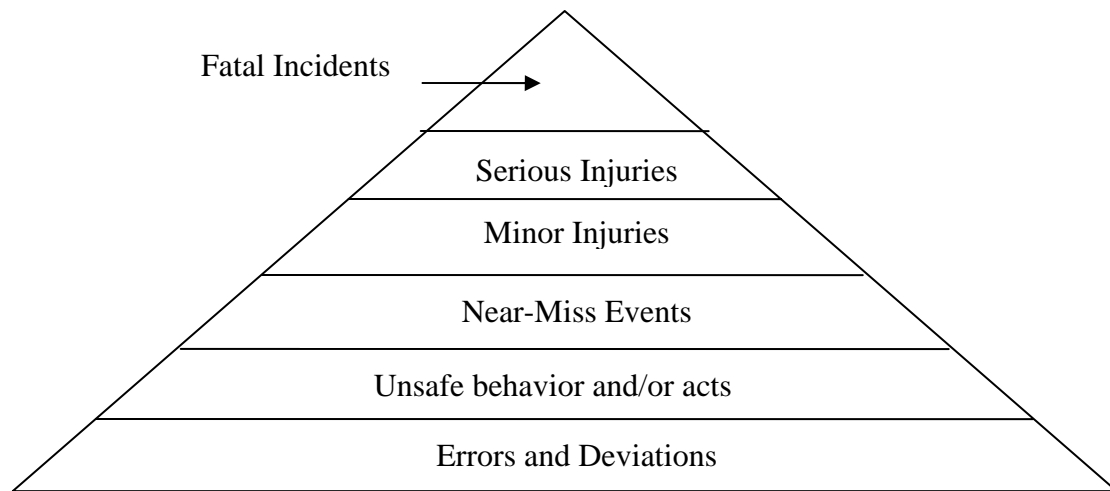 Fatal Incidents
Serious Injuries
Minor Injuries
Near-Miss Events
Unsafe behavior and/or acts
Errors and Deviations